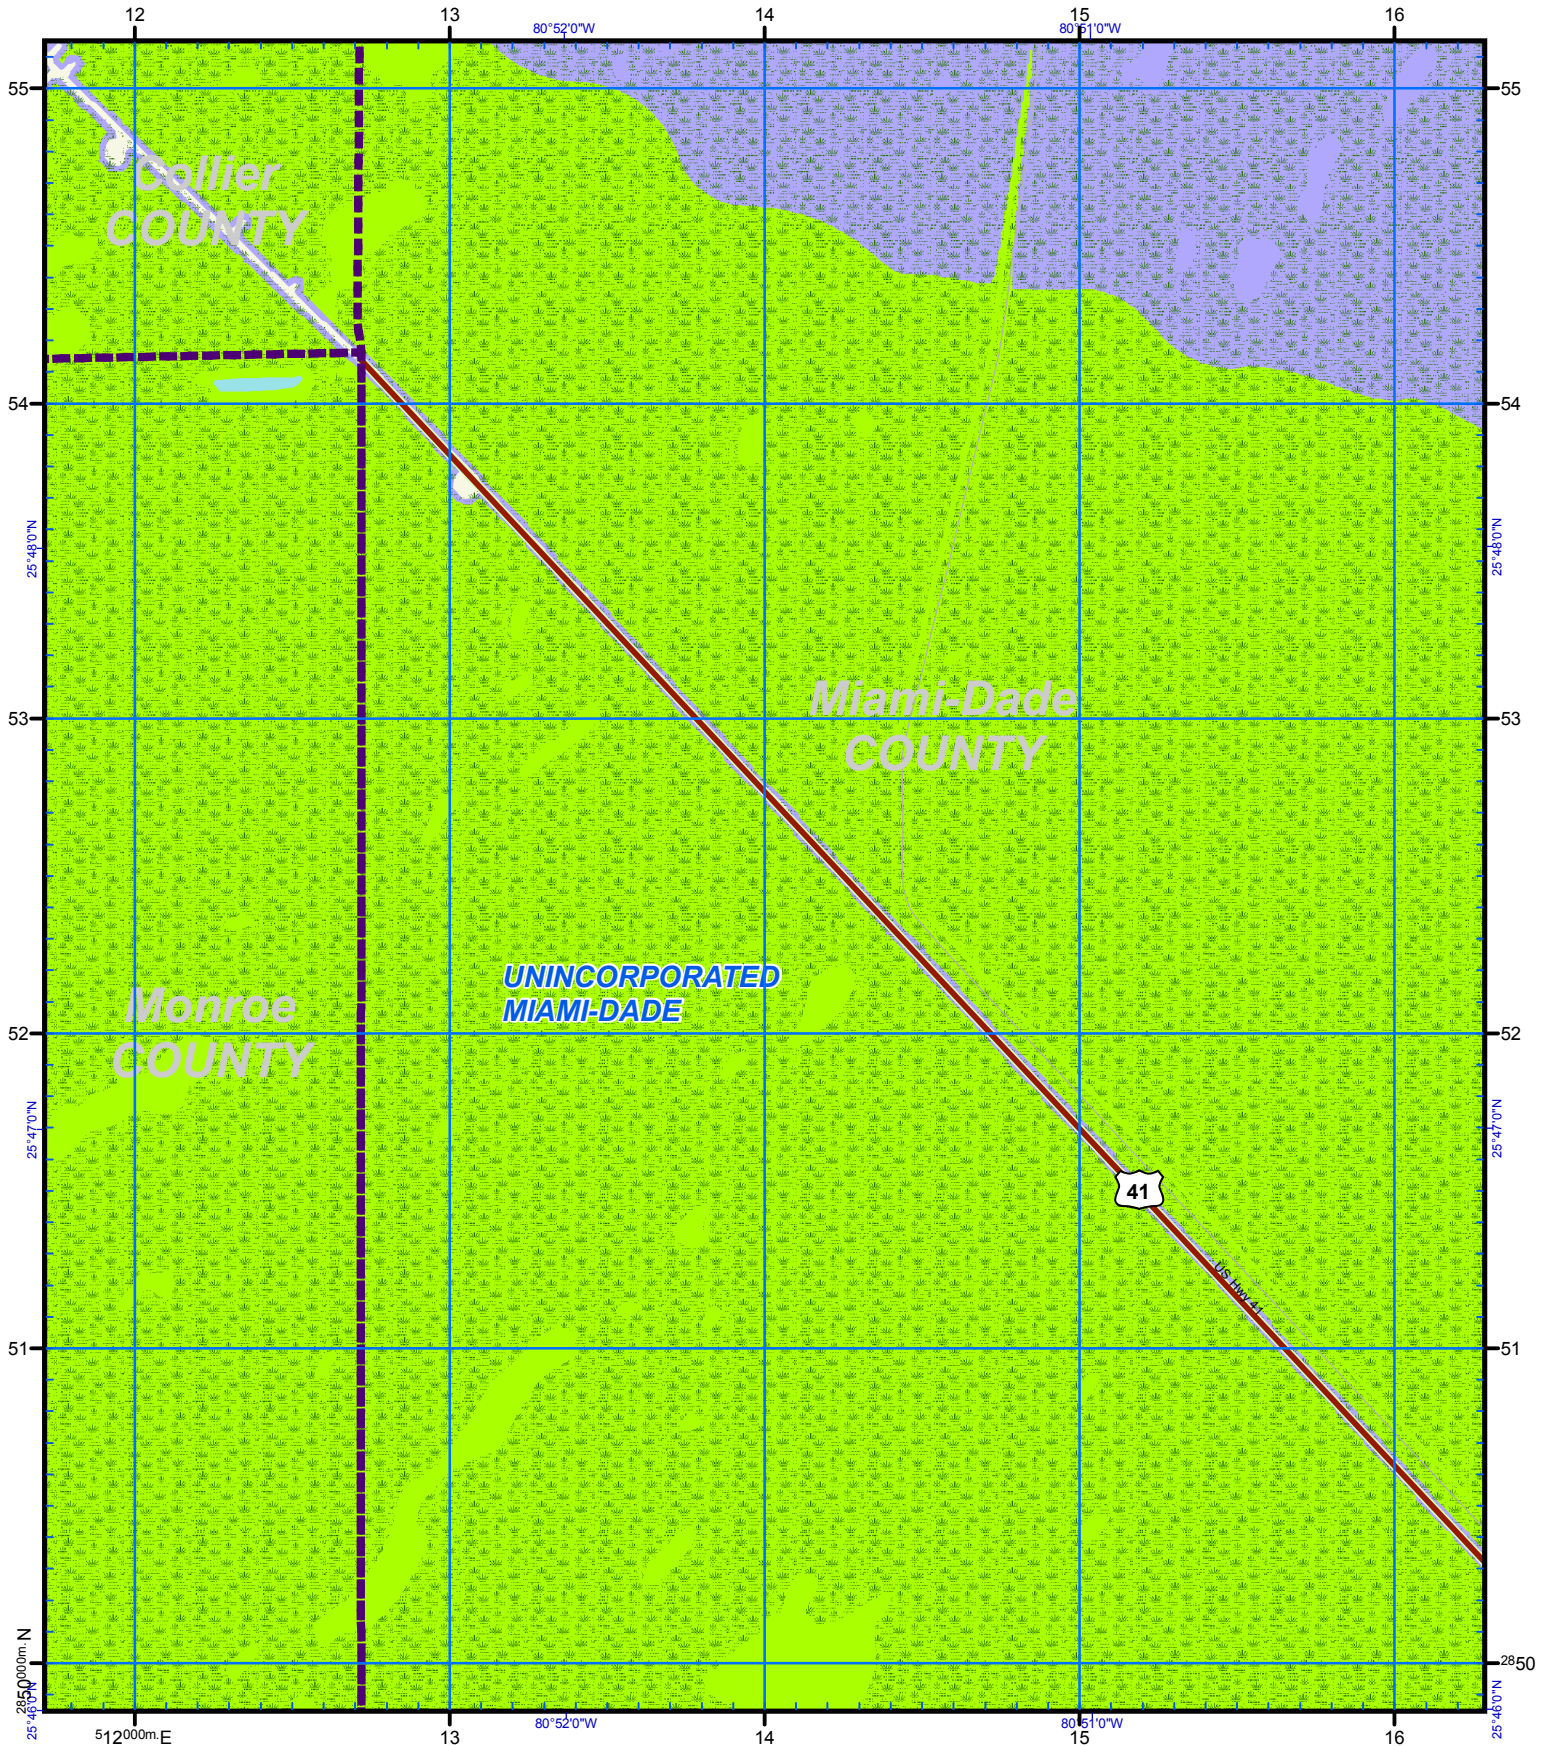 12 13 14 15 16
80°52'0"W 80°51'0"W
55 55
Collier
COUNTY
54 54
25°48'0"N 25°48'0"N
Miami-Dade
53 53
COUNTY
UNINCORPORATED
MIAMI-DADE
Monroe
52 52
COUNTY
25°47'0"N 25°47'0"N
41
US Hwy 41
51 51
2850000m. N 2850
25°46'0"N 25°46'0"N
80°52'0"W 80°51'0"W
512000m. E 13 14 15 16